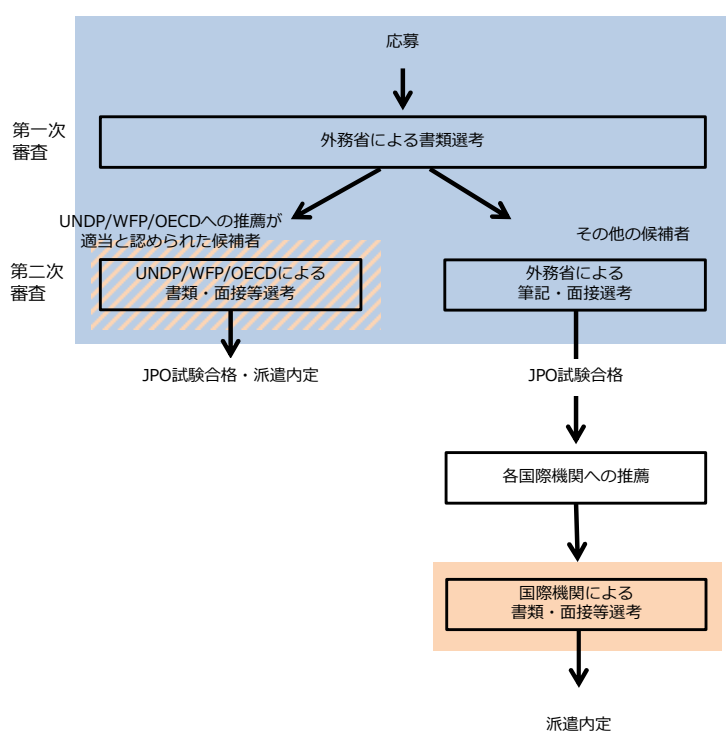 応募
第一次
審査
外務省による書類選考
UNDP/WFP/OECDへの推薦が
適当と認められた候補者
その他の候補者
第二次
審査
UNDP/WFP/OECDによる
書類・面接等選考
外務省による
筆記・面接選考
JPO試験合格・派遣内定
JPO試験合格
各国際機関への推薦
国際機関による
書類・面接等選考
派遣内定